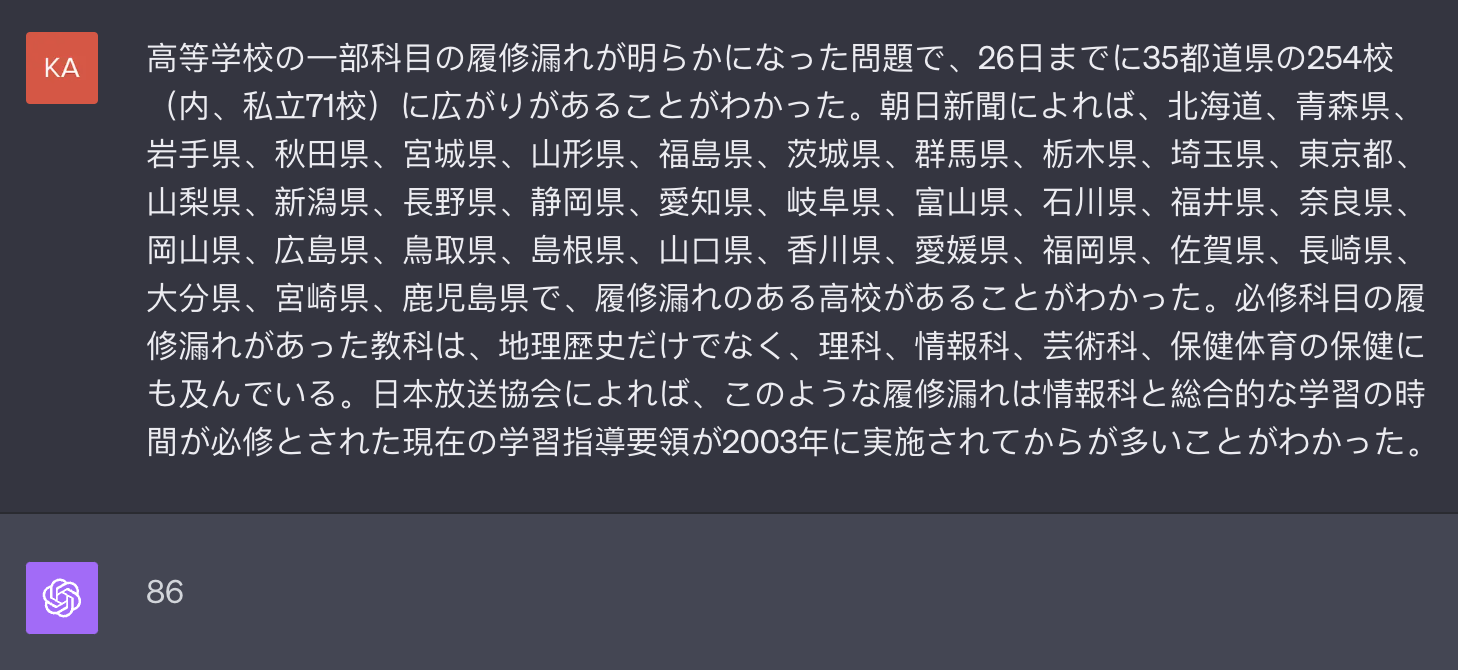 KA
高等学校の一部科目の履修漏れが明らかになった問題で、26日までに35都道県の254校
（内、私立71校）に広がりがあることがわかった。朝日新聞によれば、北海道、青森県、
岩手県、秋田県、宮城県、山形県、福島県、茨城県、群馬県、栃木県、埼玉県、東京都、
山梨県、新潟県、長野県、静岡県、愛知県、岐阜県、富山県、石川県、福井県、奈良県、
岡山県、広島県、鳥取県、島根県、山口県、香川県、愛媛県、福岡県、佐賀県、長崎県、
大分県、宮崎県、鹿児島県で、履修漏れのある高校があることがわかった。必修科目の履
修漏れがあった教科は、地理歴史だけでなく、理科、情報科、芸術科、保健体育の保健に
も及んでいる。日本放送協会によれば、このような履修漏れは情報科と総合的な学習の時
間が必修とされた現在の学習指導要領が2003年に実施されてからが多いことがわかった。
86